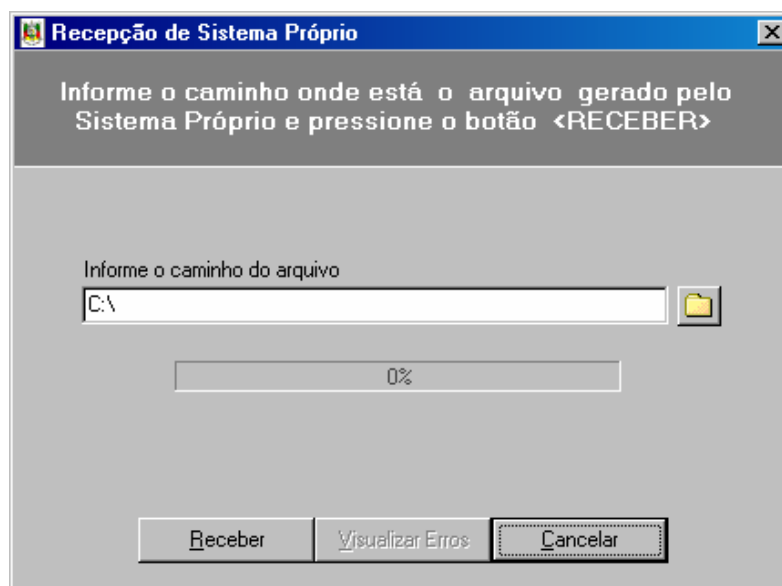 Recepção de Sistema Próprio
Informe o caminho onde está o arquivo gerado pelo
Sistema Próprio e pressione o botão <RECEBER>
Informe o caminho do arquivo
C:\
0%
Receber Visualizar Erros Cancelar